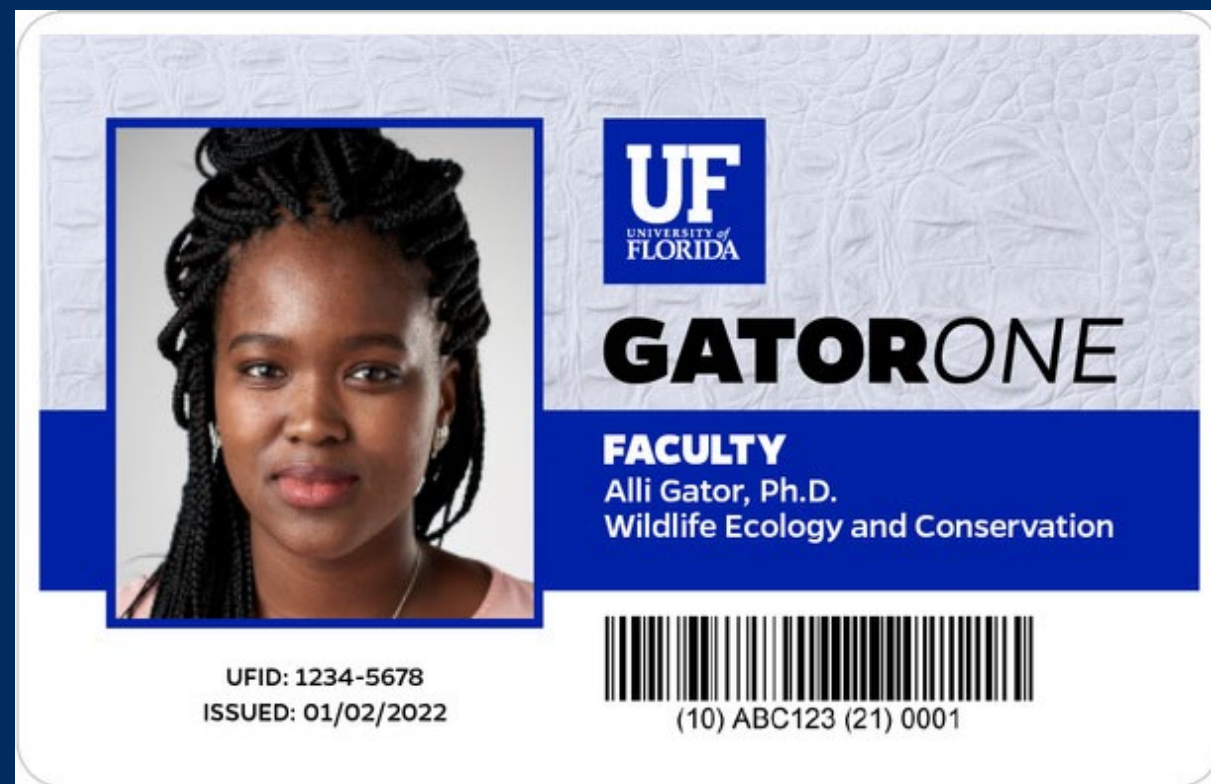 UF
UNIVERSITY of
FLORIDA
GATORONE
FACULTY
Alli Gator, Ph.D.
Wildlife Ecology and Conservation
UFID: 1234-5678
ISSUED: 01/02/2022
(10) ABC123 (21) 0001